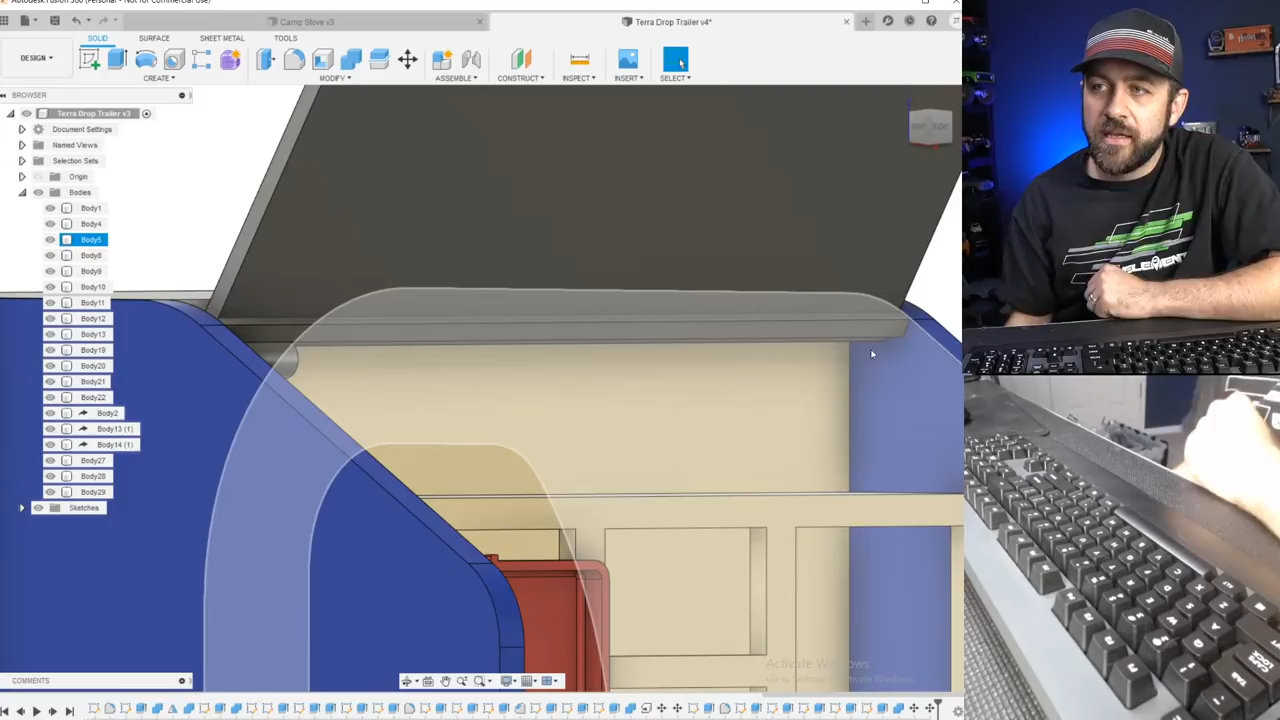 Autodesk Fusion 360 (Personal - Not for Commercial Use)
Camp Stove v3
Terra Drop Trailer v4*
SOLID SURFACE SHEET METAL TOOLS
DESIGN
CREATE MODIFY ASSEMBLE CONSTRUCT INSPECT INSERT SELECT
BROWSER
Terra Drop Trailer v3
Document Settings
Named Views
Selection Sets
Origin
Bodies
Body1
Body4
Body5
Body8
Body9
Body10
Body11
Body12
Body13
Body19
Body20
Body21
Body22
Body2
Body13 (1)
Body14 (1)
Body27
Body28
Body29
Sketches
COMMENTS
Activate Windows
ELEMENT